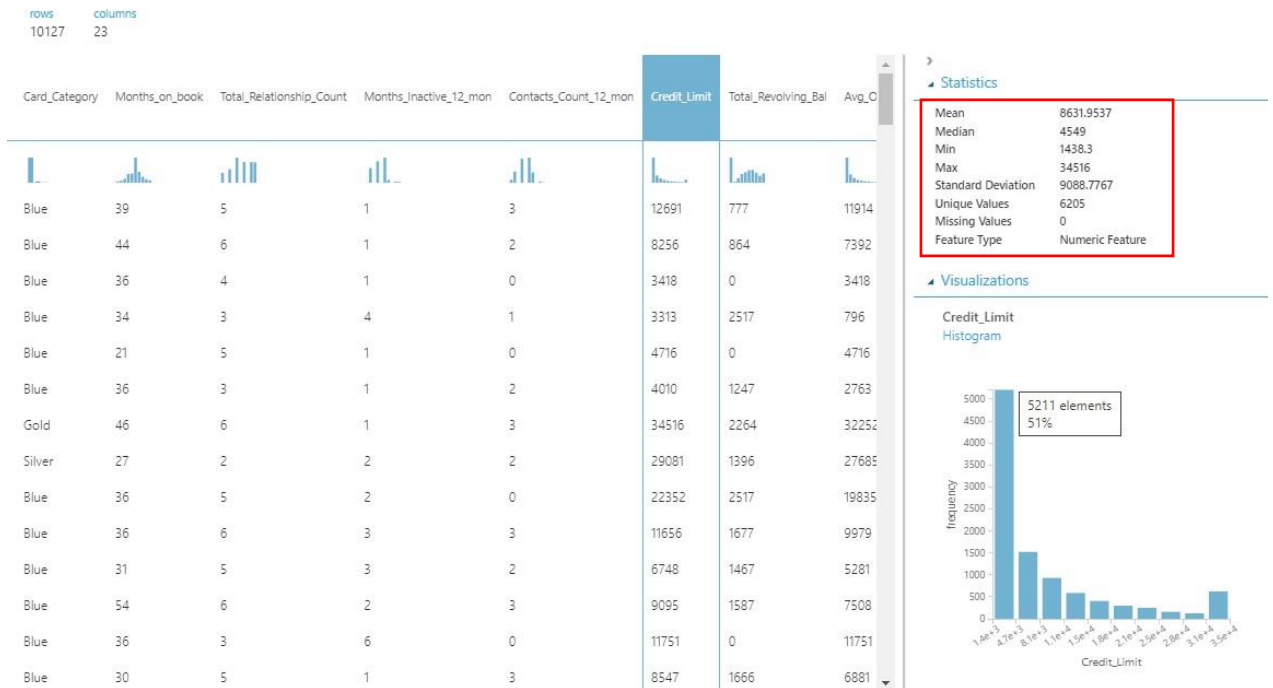 rows columns
10127 23
Card_Category Months_on_book Total_Relationship_Count Months_Inactive_12_mon Contacts_Count_12_mon Credit_Limit Total_Revolving_Bal Avg_O
Blue 39 5 1 3 12691 777 11914
Blue 44 6 1 2 8256 864 7392
Blue 36 4 1 0 3418 0 3418
Blue 34 3 4 1 3313 2517 796
Blue 21 5 1 0 4716 0 4716
Blue 36 3 1 2 4010 1247 2763
Gold 46 6 1 3 34516 2264 32252
Silver 27 2 2 2 29081 1396 27685
Blue 36 5 2 0 22352 2517 19835
Blue 36 6 3 3 11656 1677 9979
Blue 31 5 3 2 6748 1467 5281
Blue 54 6 2 3 9095 1587 7508
Blue 36 3 6 0 11751 0 11751
Blue 30 5 1 3 8547 1666 6881
Statistics
Mean 8631.9537
Median 4549
Min 1438.3
Max 34516
Standard Deviation 9088.7767
Unique Values 6205
Missing Values 0
Feature Type Numeric Feature
Visualizations
Credit_Limit
Histogram
5211 elements
51%
frequency
5000
4500
4000
3500
3000
2500
2000
1500
1000
500
0
1.4e+3 4.7e+3 8.1e+3 1.1e+4 1.5e+4 1.8e+4 2.1e+4 2.5e+4 2.8e+4 3.1e+4 3.5e+4
Credit_Limit